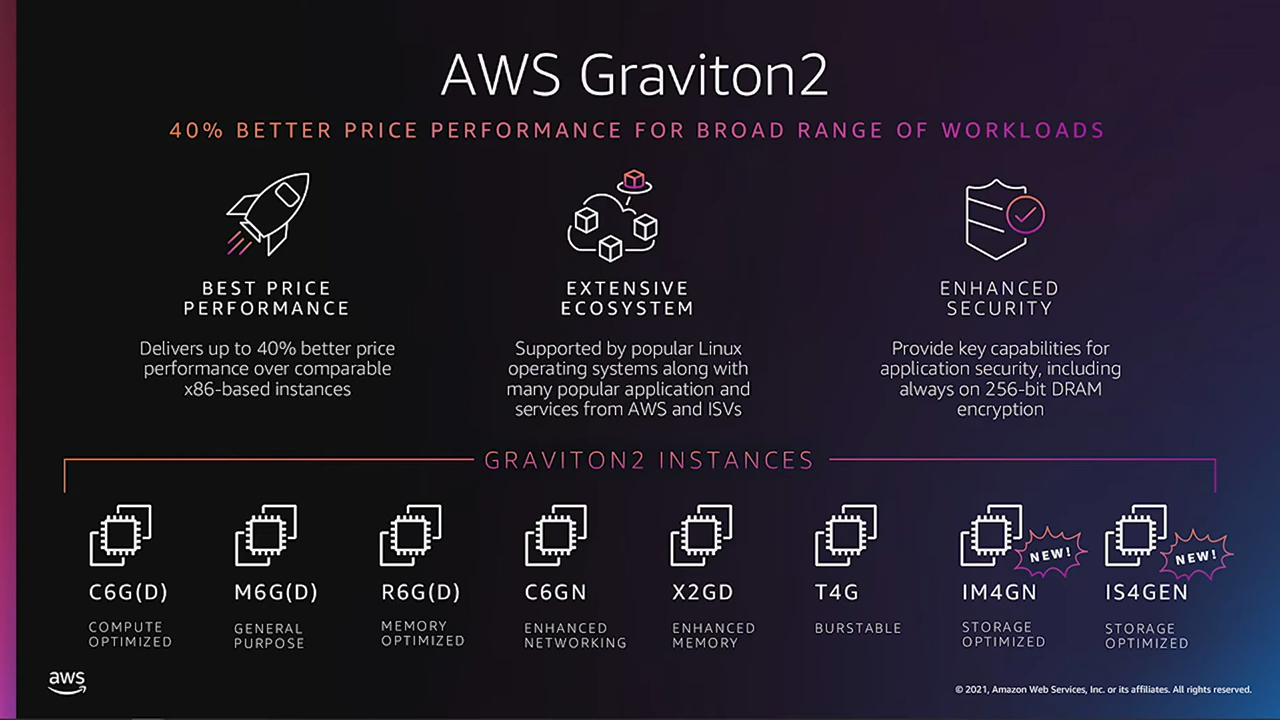 AWS Graviton2
40% BETTER PRICE PERFORMANCE FOR BROAD RANGE OF WORKLOADS
BEST PRICE
PERFORMANCE
Delivers up to 40% better price
performance over comparable
x86-based instances
EXTENSIVE
ECOSYSTEM
Supported by popular Linux
operating systems along with
many popular application and
services from AWS and ISVs
ENHANCED
SECURITY
Provide key capabilities for
application security, including
always on 256-bit DRAM
encryption
GRAVITON2 INSTANCES
C6G(D)
COMPUTE
OPTIMIZED
M6G(D)
GENERAL
PURPOSE
R6G(D)
MEMORY
OPTIMIZED
C6GN
ENHANCED
NETWORKING
X2GD
ENHANCED
MEMORY
T4G
BURSTABLE
NEW!
IM4GN
STORAGE
OPTIMIZED
NEW!
IS4GEN
STORAGE
OPTIMIZED
aws
© 2021, Amazon Web Services, Inc. or its affiliates. All rights reserved.